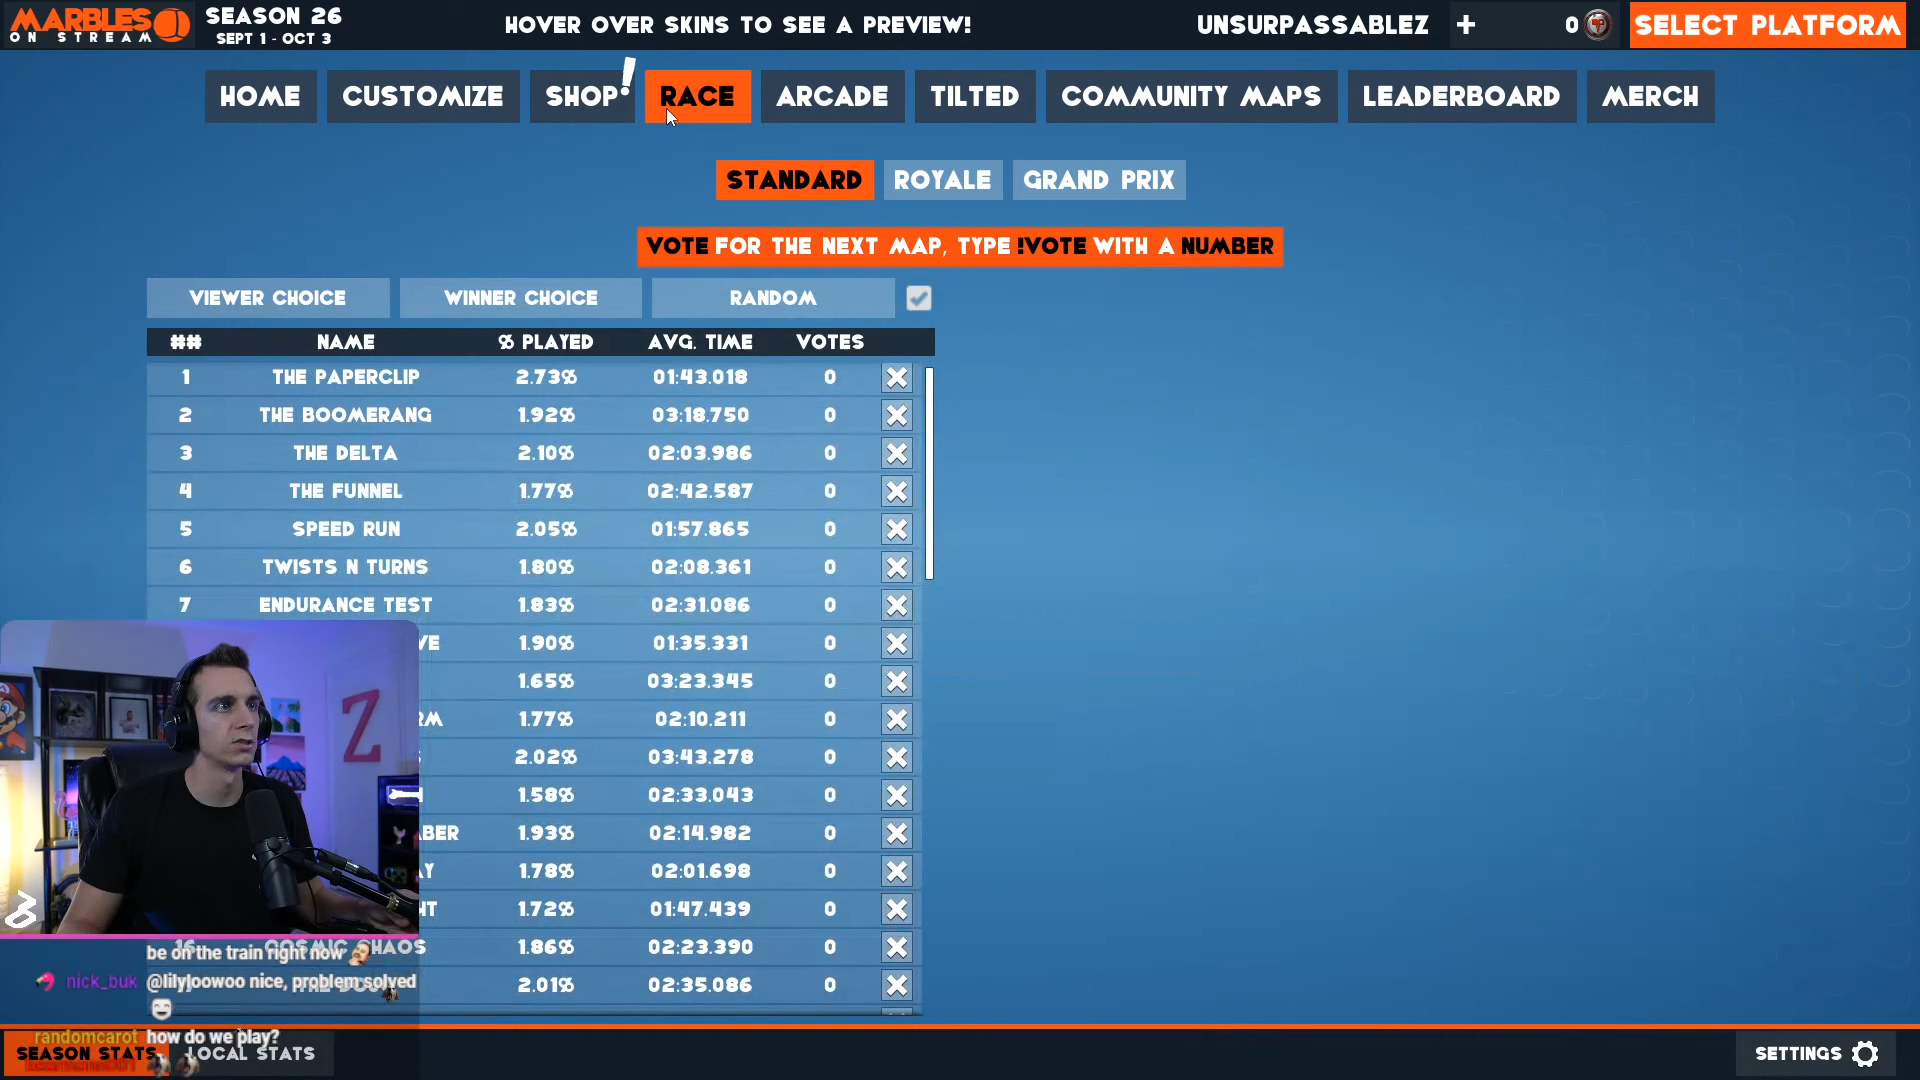 MARBLES
ON STREAM
SEASON 26
SEPT 1 - OCT 3
HOVER OVER SKINS TO SEE A PREVIEW!
UNSURPASSABLEZ
+
0
SELECT PLATFORM
HOME
CUSTOMIZE
SHOP!
RACE
ARCADE
TILTED
COMMUNITY MAPS
LEADERBOARD
MERCH
STANDARD
ROYALE
GRAND PRIX
VOTE FOR THE NEXT MAP, TYPE !VOTE WITH A NUMBER
VIEWER CHOICE
WINNER CHOICE
RANDOM
## NAME % PLAYED AVG. TIME VOTES
1 THE PAPERCLIP 2.73% 01:43.018 0
2 THE BOOMERANG 1.92% 03:18.750 0
3 THE DELTA 2.10% 02:03.986 0
4 THE FUNNEL 1.77% 02:42.587 0
5 SPEED RUN 2.05% 01:57.865 0
6 TWISTS N TURNS 1.80% 02:08.361 0
7 ENDURANCE TEST 1.83% 02:31.086 0
VE 1.90% 01:35.331 0
1.65% 03:23.345 0
RM 1.77% 02:10.211 0
2.02% 03:43.278 0
1.58% 02:33.043 0
BER 1.93% 02:14.982 0
AY 1.78% 02:01.698 0
HT 1.72% 01:47.439 0
16 COSMIC CHAOS 1.86% 02:23.390 0
2.01% 02:35.086 0
Z
be on the train right now
nick_buk @lilyloowoo nice, problem solved
randomcarot how do we play?
SEASON STATS
LOCAL STATS
SETTINGS